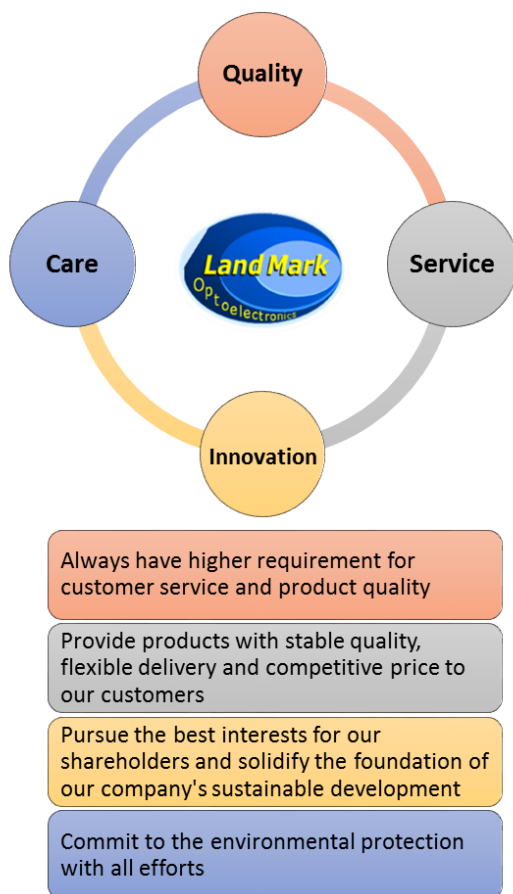 Quality
Care
Land Mark
Optoelectronics
Service
Innovation
Always have higher requirement for
customer service and product quality
Provide products with stable quality,
flexible delivery and competitive price to
our customers
Pursue the best interests for our
shareholders and solidify the foundation of
our company's sustainable development
Commit to the environmental protection
with all efforts